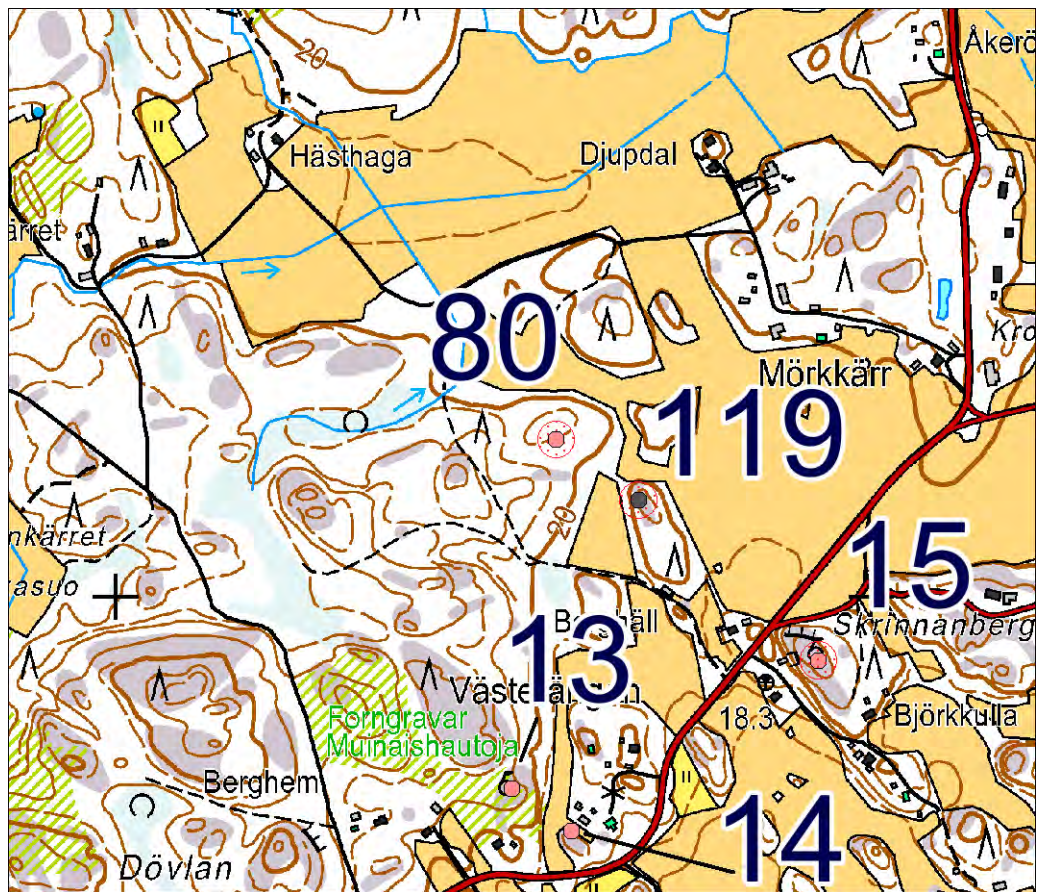 20
Åkerö
Hästhaga
Djupdal
ärret
80
Kro
Mörkkärr
119
nkärret
20
15
asuo
Skrinnanberg
13
Forngravar
Muinaishautoja
18.3
Björkkulla
Berghem
14
Dövlan